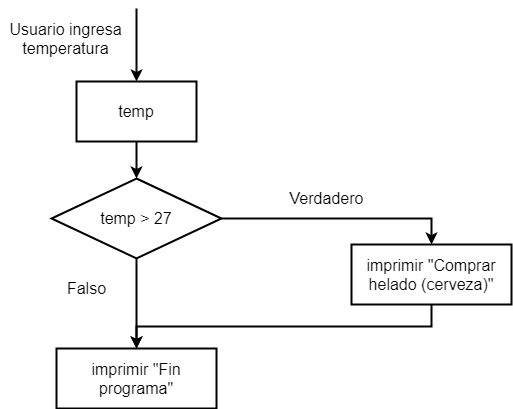 Usuario ingresa
temperatura
temp
temp > 27
Verdadero
imprimir "Comprar
helado (cerveza)"
Falso
imprimir "Fin
programa"